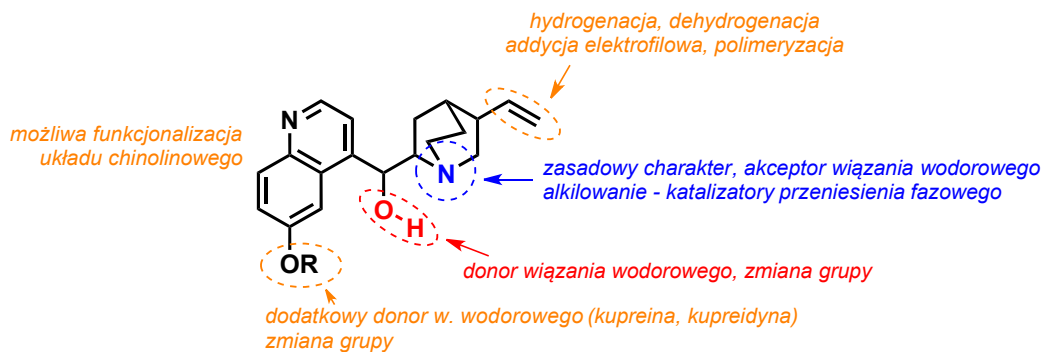 hydrogenacja, dehydrogenacja
addycja elektrofilowa, polimeryzacja
N
możliwa funkcjonalizacja
układu chinolinowego
zasadowy charakter, akceptor wiązania wodorowego
N
alkilowanie - katalizatory przeniesienia fazowego
O
H
OR
donor wiązania wodorowego, zmiana grupy
dodatkowy donor w. wodorowego (kupreina, kupreidyna)
zmiana grupy